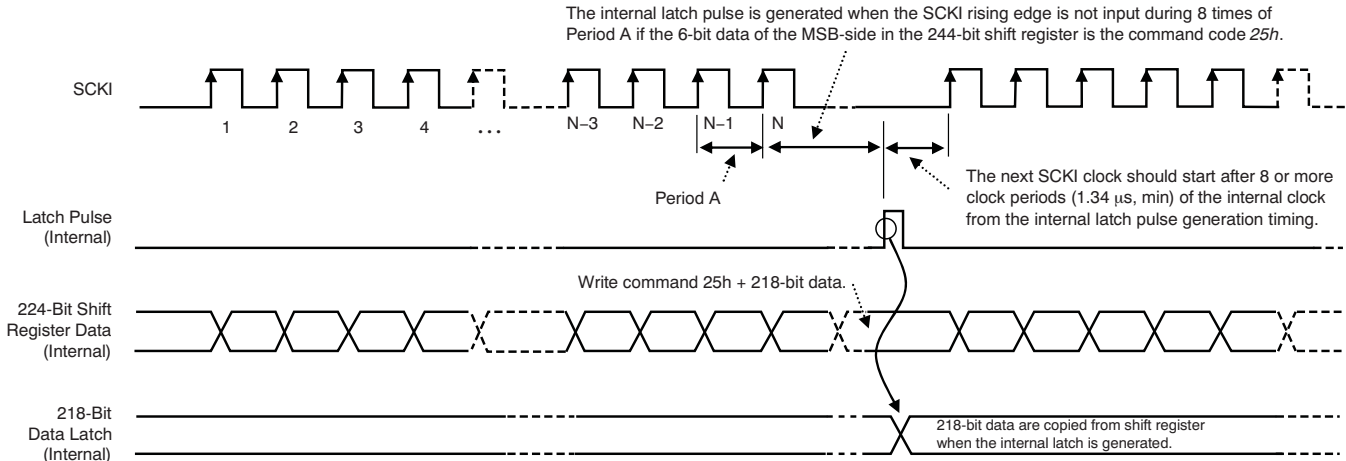 The internal latch pulse is generated when the SCKI rising edge is not input during 8 times of
Period A if the 6-bit data of the MSB-side in the 244-bit shift register is the command code 25h.
SCKI
1 2 3 4 ... N−3 N−2 N−1 N
Period A
The next SCKI clock should start after 8 or more
clock periods (1.34 μs, min) of the internal clock
from the internal latch pulse generation timing.
Latch Pulse
(Internal)
Write command 25h + 218-bit data.
224-Bit Shift
Register Data
(Internal)
218-Bit
Data Latch
(Internal)
218-bit data are copied from shift register
when the internal latch is generated.